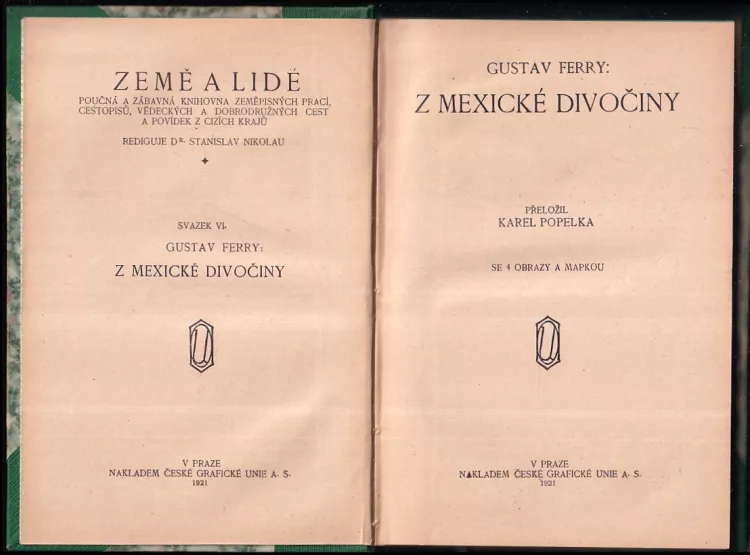 ZEMĚ A LIDÉ
POUČNÁ A ZÁBAVNÁ KNIHOVNA ZEMĚPISNÝCH PRACÍ,
CESTOPISŮ, VĚDECKÝCH A DOBRODRUŽNÝCH CEST
A POVÍDEK Z CIZÍCH KRAJŮ
REDIGUJE DR. STANISLAV NIKOLAU
SVAZEK VI.
GUSTAV FERRY:
Z MEXICKÉ DIVOČINY
V PRAZE
NAKLADEM ČESKÉ GRAFICKÉ UNIE A. S.
1921
GUSTAV FERRY:
Z MEXICKÉ DIVOČINY
PŘELOŽIL
KAREL POPELKA
SE 4 OBRAZY A MAPKOU
V PRAZE
NAKLADEM ČESKÉ GRAFICKÉ UNIE A. S.
1921